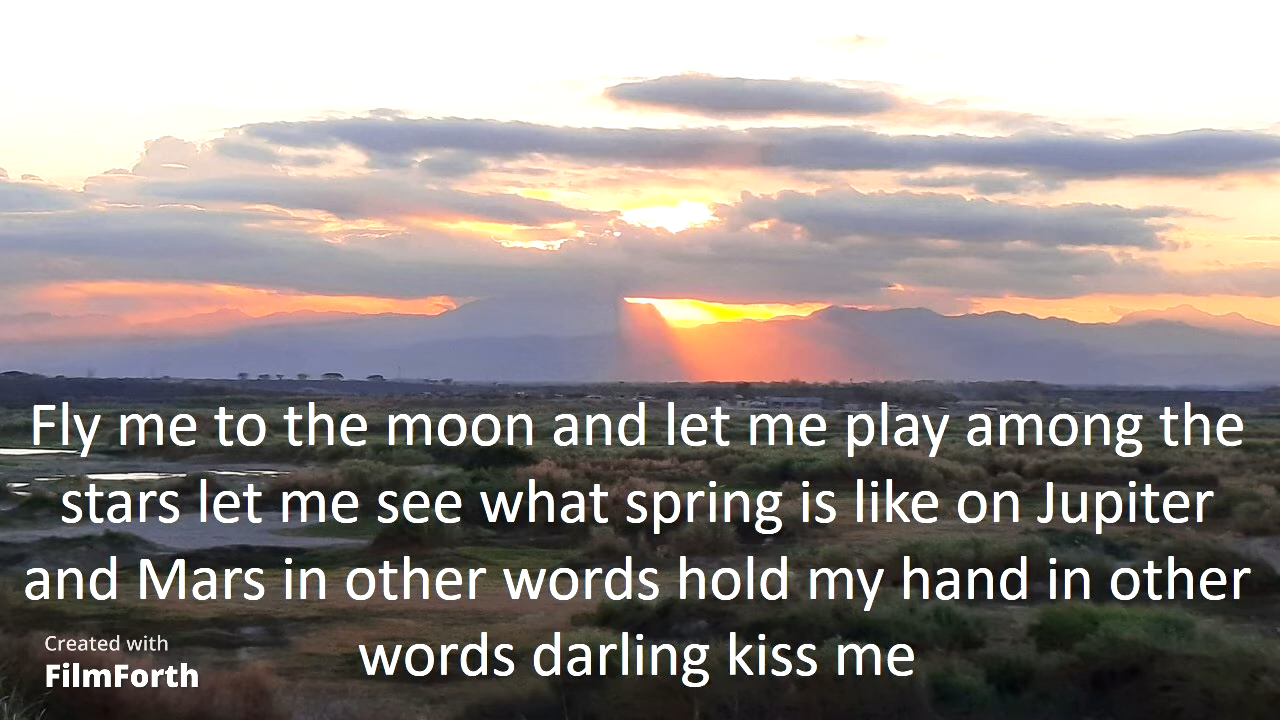 Fly me to the moon and let me play among the
stars let me see what spring is like on Jupiter
and Mars in other words hold my hand in other
words darling kiss me
Created with
FilmForth